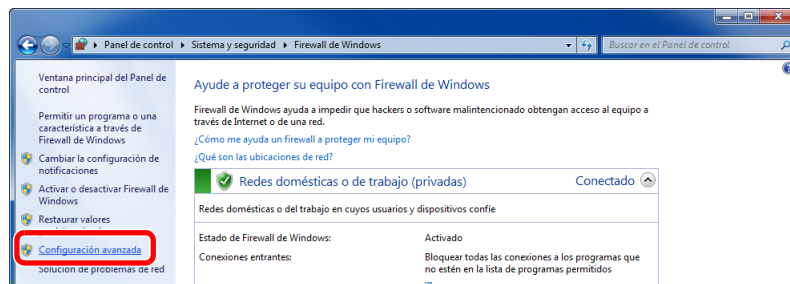 Panel de control ▸ Sistema y seguridad ▸ Firewall de Windows
Buscar en el Panel de control
Ventana principal del Panel de
control
Permitir un programa o una
característica a través de
Firewall de Windows
Cambiar la configuración de
notificaciones
Activar o desactivar Firewall de
Windows
Restaurar valores
Configuración avanzada
Solución de problemas de red
Ayude a proteger su equipo con Firewall de Windows
Firewall de Windows ayuda a impedir que hackers o software malintencionado obtengan acceso al equipo a
través de Internet o de una red.
¿Cómo me ayuda un firewall a proteger mi equipo?
¿Qué son las ubicaciones de red?
Redes domésticas o de trabajo (privadas)
Conectado
Redes domésticas o del trabajo en cuyos usuarios y dispositivos confíe
Estado de Firewall de Windows:
Activado
Conexiones entrantes:
Bloquear todas las conexiones a los programas que
no estén en la lista de programas permitidos